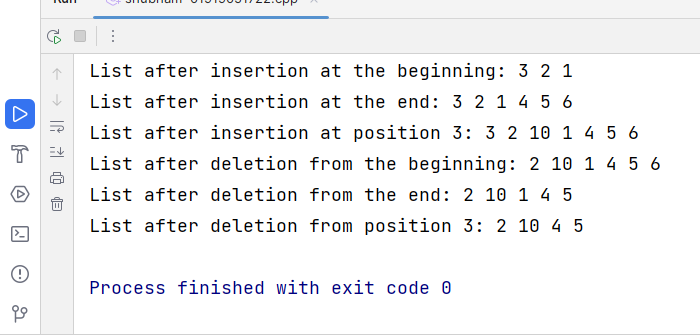 List after insertion at the beginning: 3 2 1
List after insertion at the end: 3 2 1 4 5 6
List after insertion at position 3: 3 2 10 1 4 5 6
List after deletion from the beginning: 2 10 1 4 5 6
List after deletion from the end: 2 10 1 4 5
List after deletion from position 3: 2 10 4 5
Process finished with exit code 0